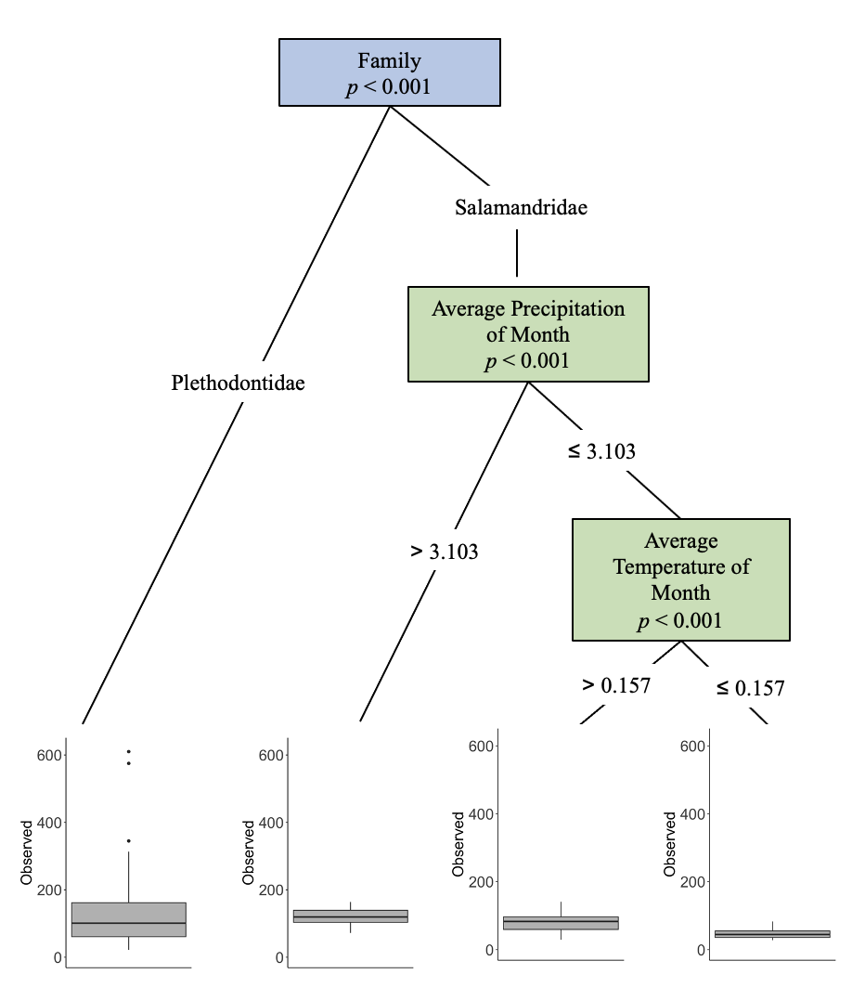 Family
p < 0.001
Salamandridae
Average Precipitation
of Month
p < 0.001
Plethodontidae
≤ 3.103
> 3.103
Average
Temperature of
Month
p < 0.001
> 0.157
≤ 0.157
600
400
200
0
Observed
600
400
200
0
Observed
600
400
200
0
Observed
600
400
200
0
Observed